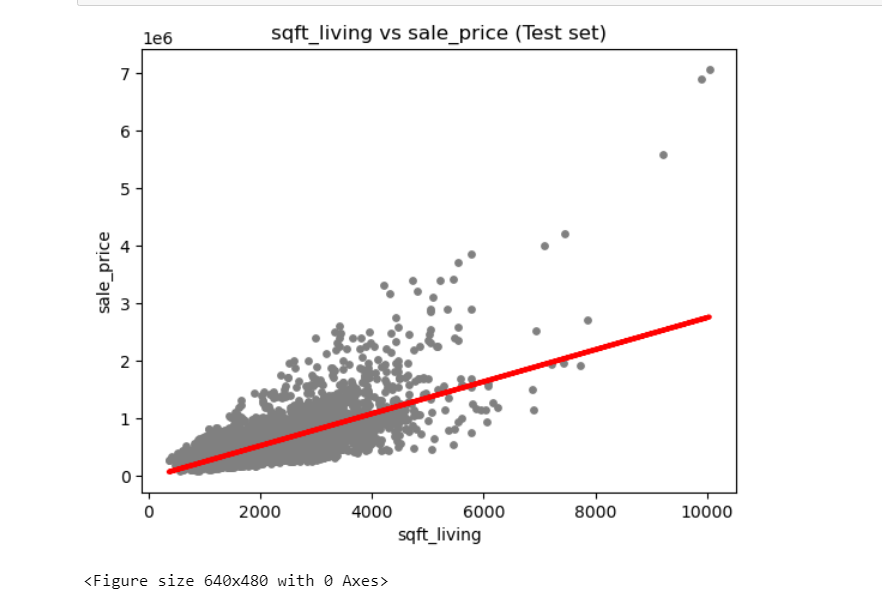 sqft_living vs sale_price (Test set)
1e6
7
6
5
4
3
2
1
0
sale_price
0 2000 4000 6000 8000 10000
sqft_living
<Figure size 640x480 with 0 Axes>